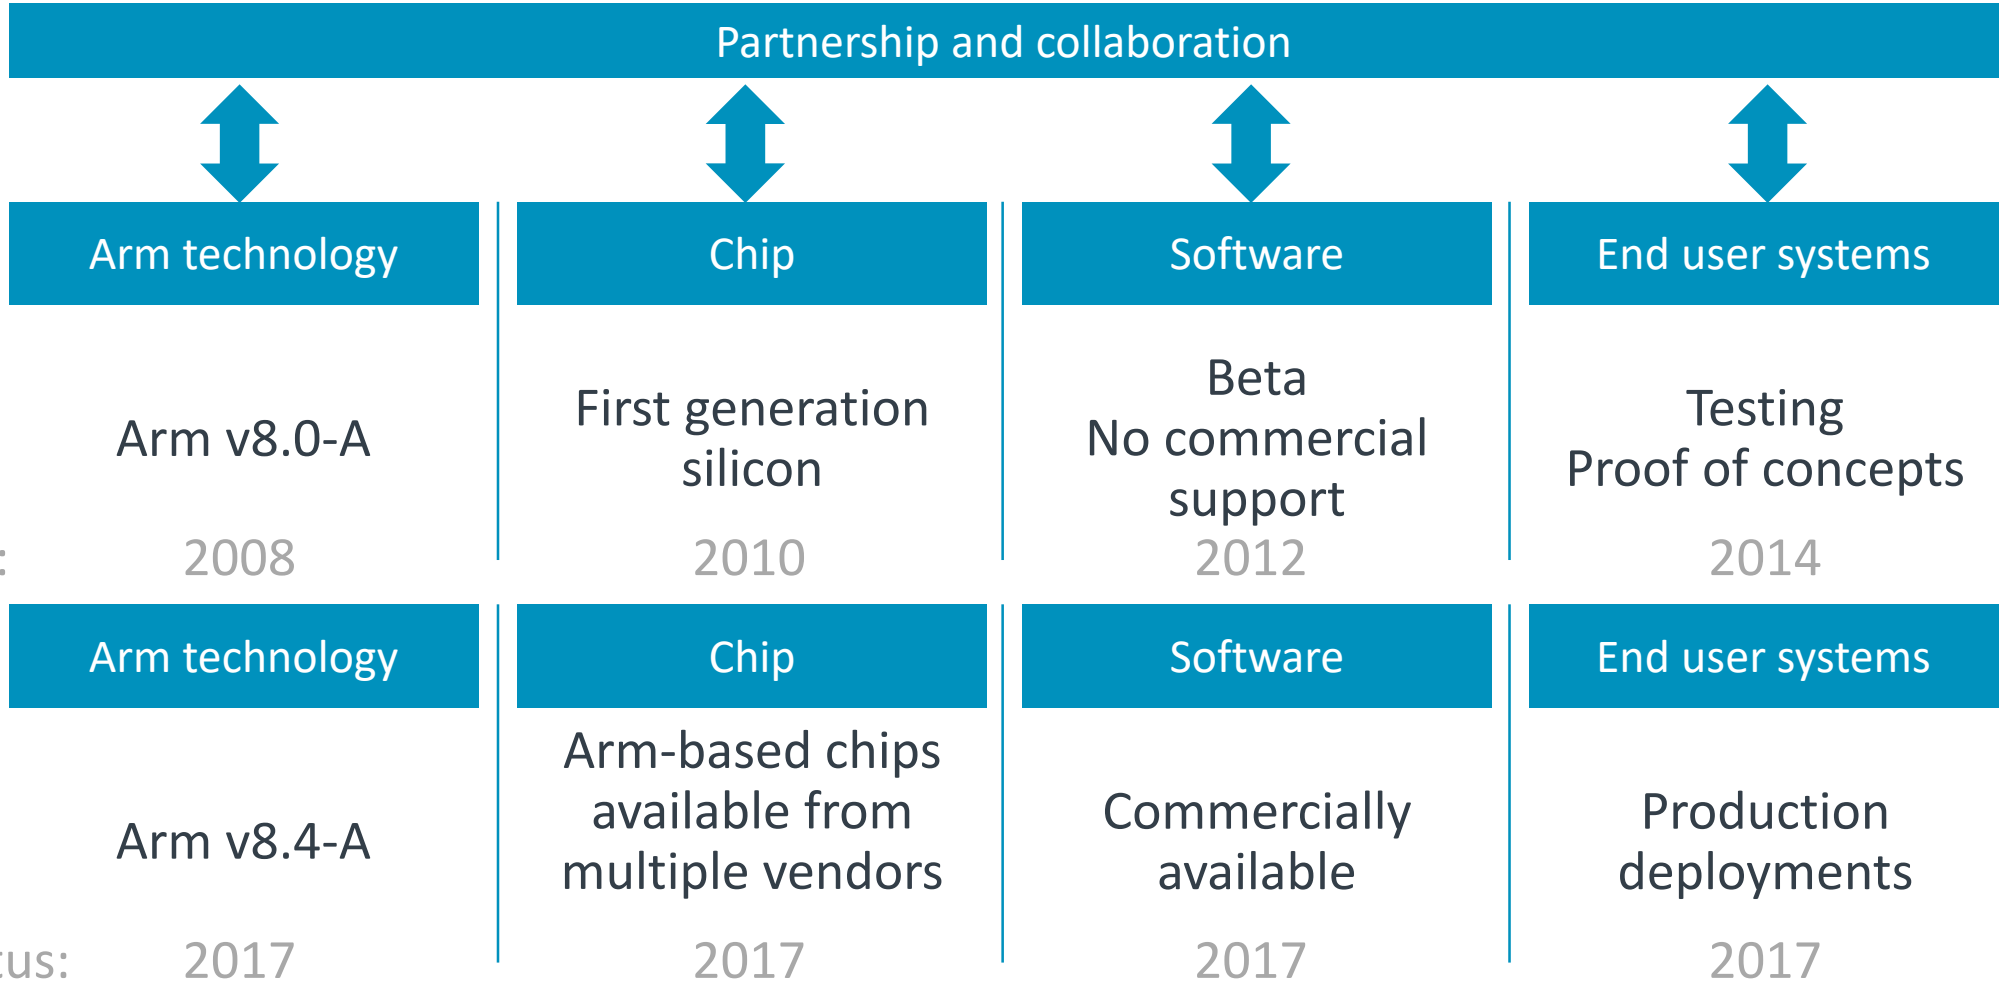 Partnership and collaboration
Arm technology
Chip
Software
End user systems
Arm v8.0-A
First generation
silicon
Beta
No commercial
support
Testing
Proof of concepts
: 2008 2010 2012 2014
Arm technology
Chip
Software
End user systems
Arm v8.4-A
Arm-based chips
available from
multiple vendors
Commercially
available
Production
deployments
tus: 2017 2017 2017 2017